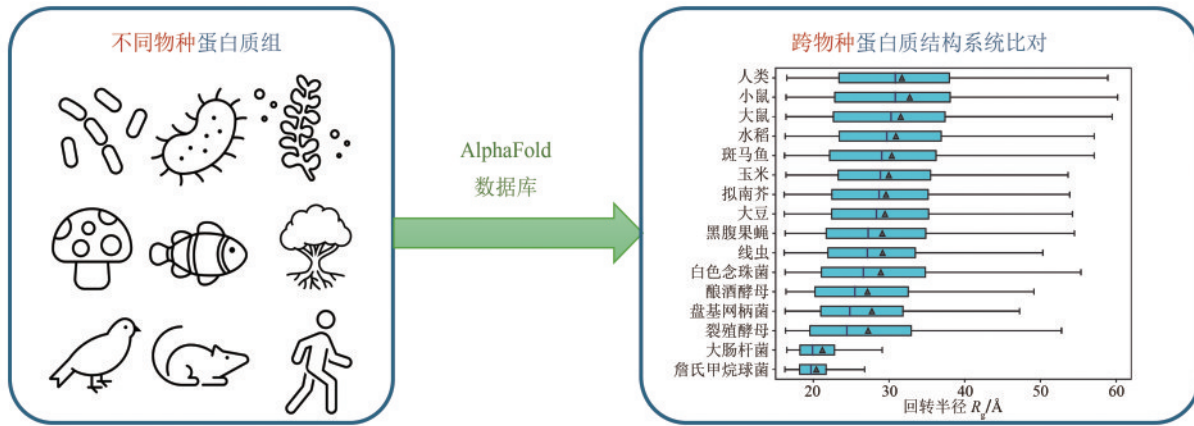 不同物种蛋白质组
AlphaFold
数据库
跨物种蛋白质结构系统比对
人类
小鼠
大鼠
水稻
斑马鱼
玉米
拟南芥
大豆
黑腹果蝇
线虫
白色念珠菌
酿酒酵母
盘基网柄菌
裂殖酵母
大肠杆菌
詹氏甲烷球菌
20 30 40 50 60
回转半径 Rg/Å